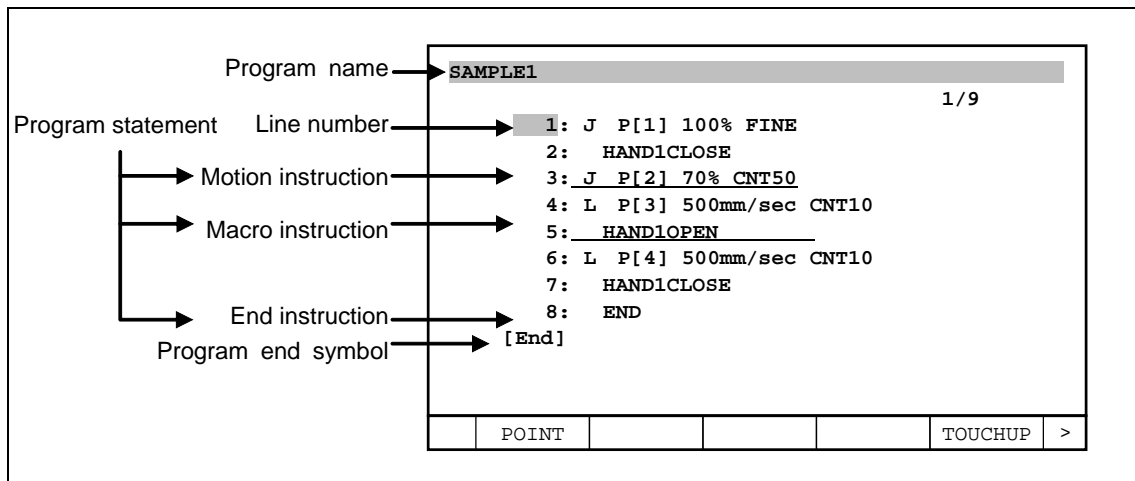 Program name
SAMPLE1
1/9
Program statement
Line number
1: J P[1] 100% FINE
2: HAND1CLOSE
Motion instruction
3: J P[2] 70% CNT50
4: L P[3] 500mm/sec CNT10
Macro instruction
5: HAND1OPEN
6: L P[4] 500mm/sec CNT10
7: HAND1CLOSE
End instruction
8: END
Program end symbol
[End]
POINT TOUCHUP >